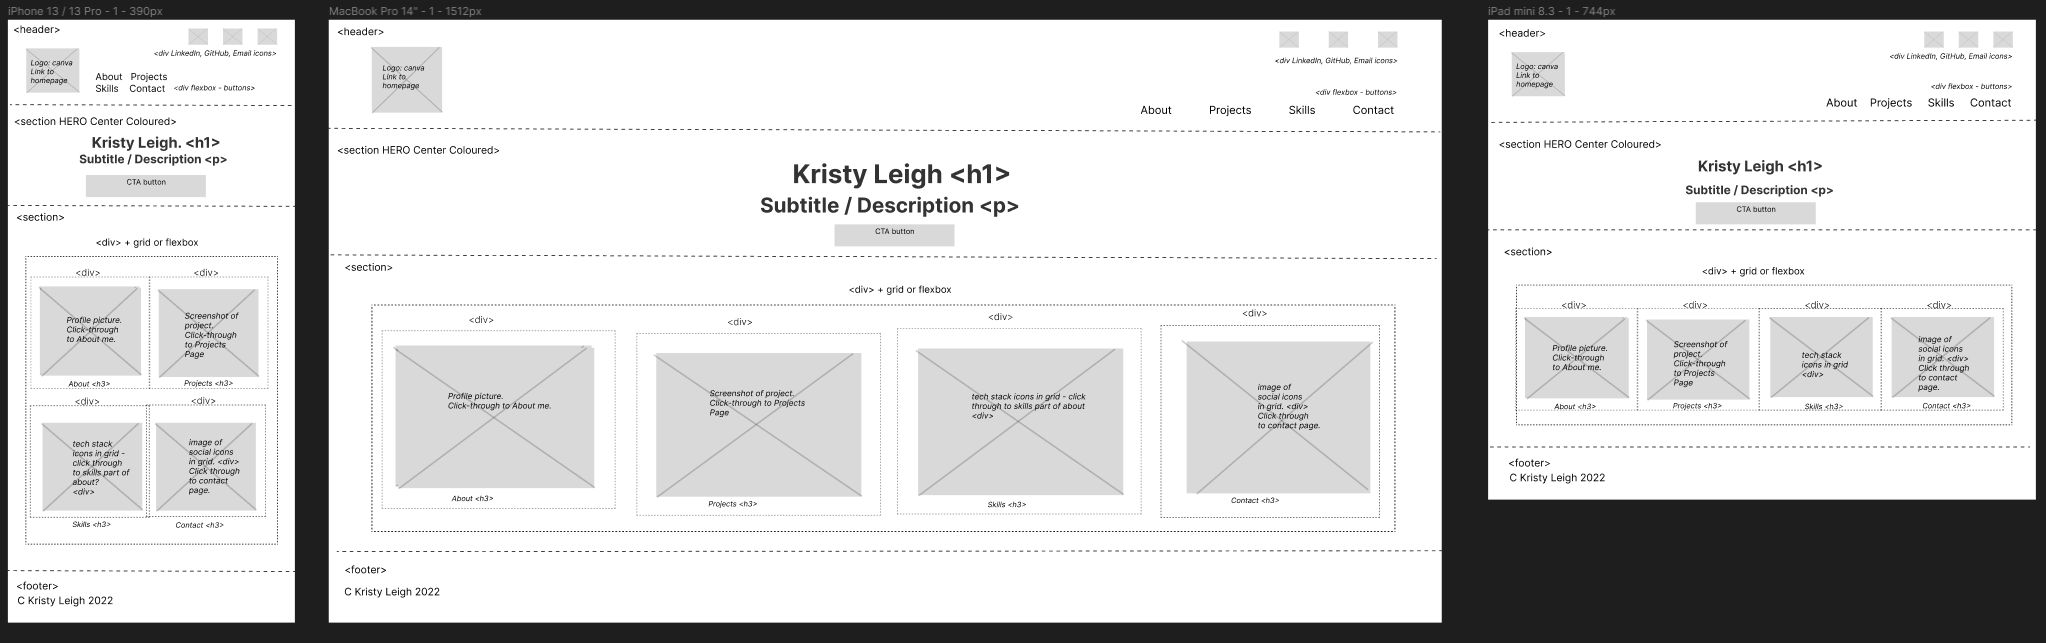 iPhone 13 / 13 Pro - 1 - 390px
<header>
<div LinkedIn, GitHub, Email icons>
Logo: canva
Link to
homepage
About Projects
Skills Contact
<div flexbox - buttons>
<section HERO Center Coloured>
Kristy Leigh. <h1>
Subtitle / Description <p>
CTA button
<section>
<div> + grid or flexbox
<div>
Profile picture.
Click-through
to About me.
About <h3>
<div>
Screenshot of
project.
Click-through
to Projects
Page
Projects <h3>
<div>
tech stack
icons in grid -
click through
to skills part of
about?
<div>
Skills <h3>
<div>
image of
social icons
in grid. <div>
Click through
to contact
page.
Contact <h3>
<footer>
C Kristy Leigh 2022
MacBook Pro 14" - 1 - 1512px
<header>
Logo: canva
Link to
homepage
<div LinkedIn, GitHub, Email icons>
<div flexbox - buttons>
About Projects Skills Contact
<section HERO Center Coloured>
Kristy Leigh <h1>
Subtitle / Description <p>
CTA button
<section>
<div> + grid or flexbox
<div>
Profile picture.
Click-through to About me.
About <h3>
<div>
Screenshot of project.
Click-through to Projects
Page
Projects <h3>
<div>
tech stack icons in grid - click
through to skills part of about
<div>
Skills <h3>
<div>
image of
social icons
in grid. <div>
Click through
to contact page.
Contact <h3>
<footer>
C Kristy Leigh 2022
iPad mini 8.3 - 1 - 744px
<header>
Logo: canva
Link to
homepage
<div LinkedIn, GitHub, Email icons>
<div flexbox - buttons>
About Projects Skills Contact
<section HERO Center Coloured>
Kristy Leigh <h1>
Subtitle / Description <p>
CTA button
<section>
<div> + grid or flexbox
<div>
Profile picture.
Click-through
to About me.
About <h3>
<div>
Screenshot of
project.
Click-through
to Projects
Page
Projects <h3>
<div>
tech stack
icons in grid
<div>
Skills <h3>
<div>
image of
social icons
in grid. <div>
Click through
to contact
page.
Contact <h3>
<footer>
C Kristy Leigh 2022